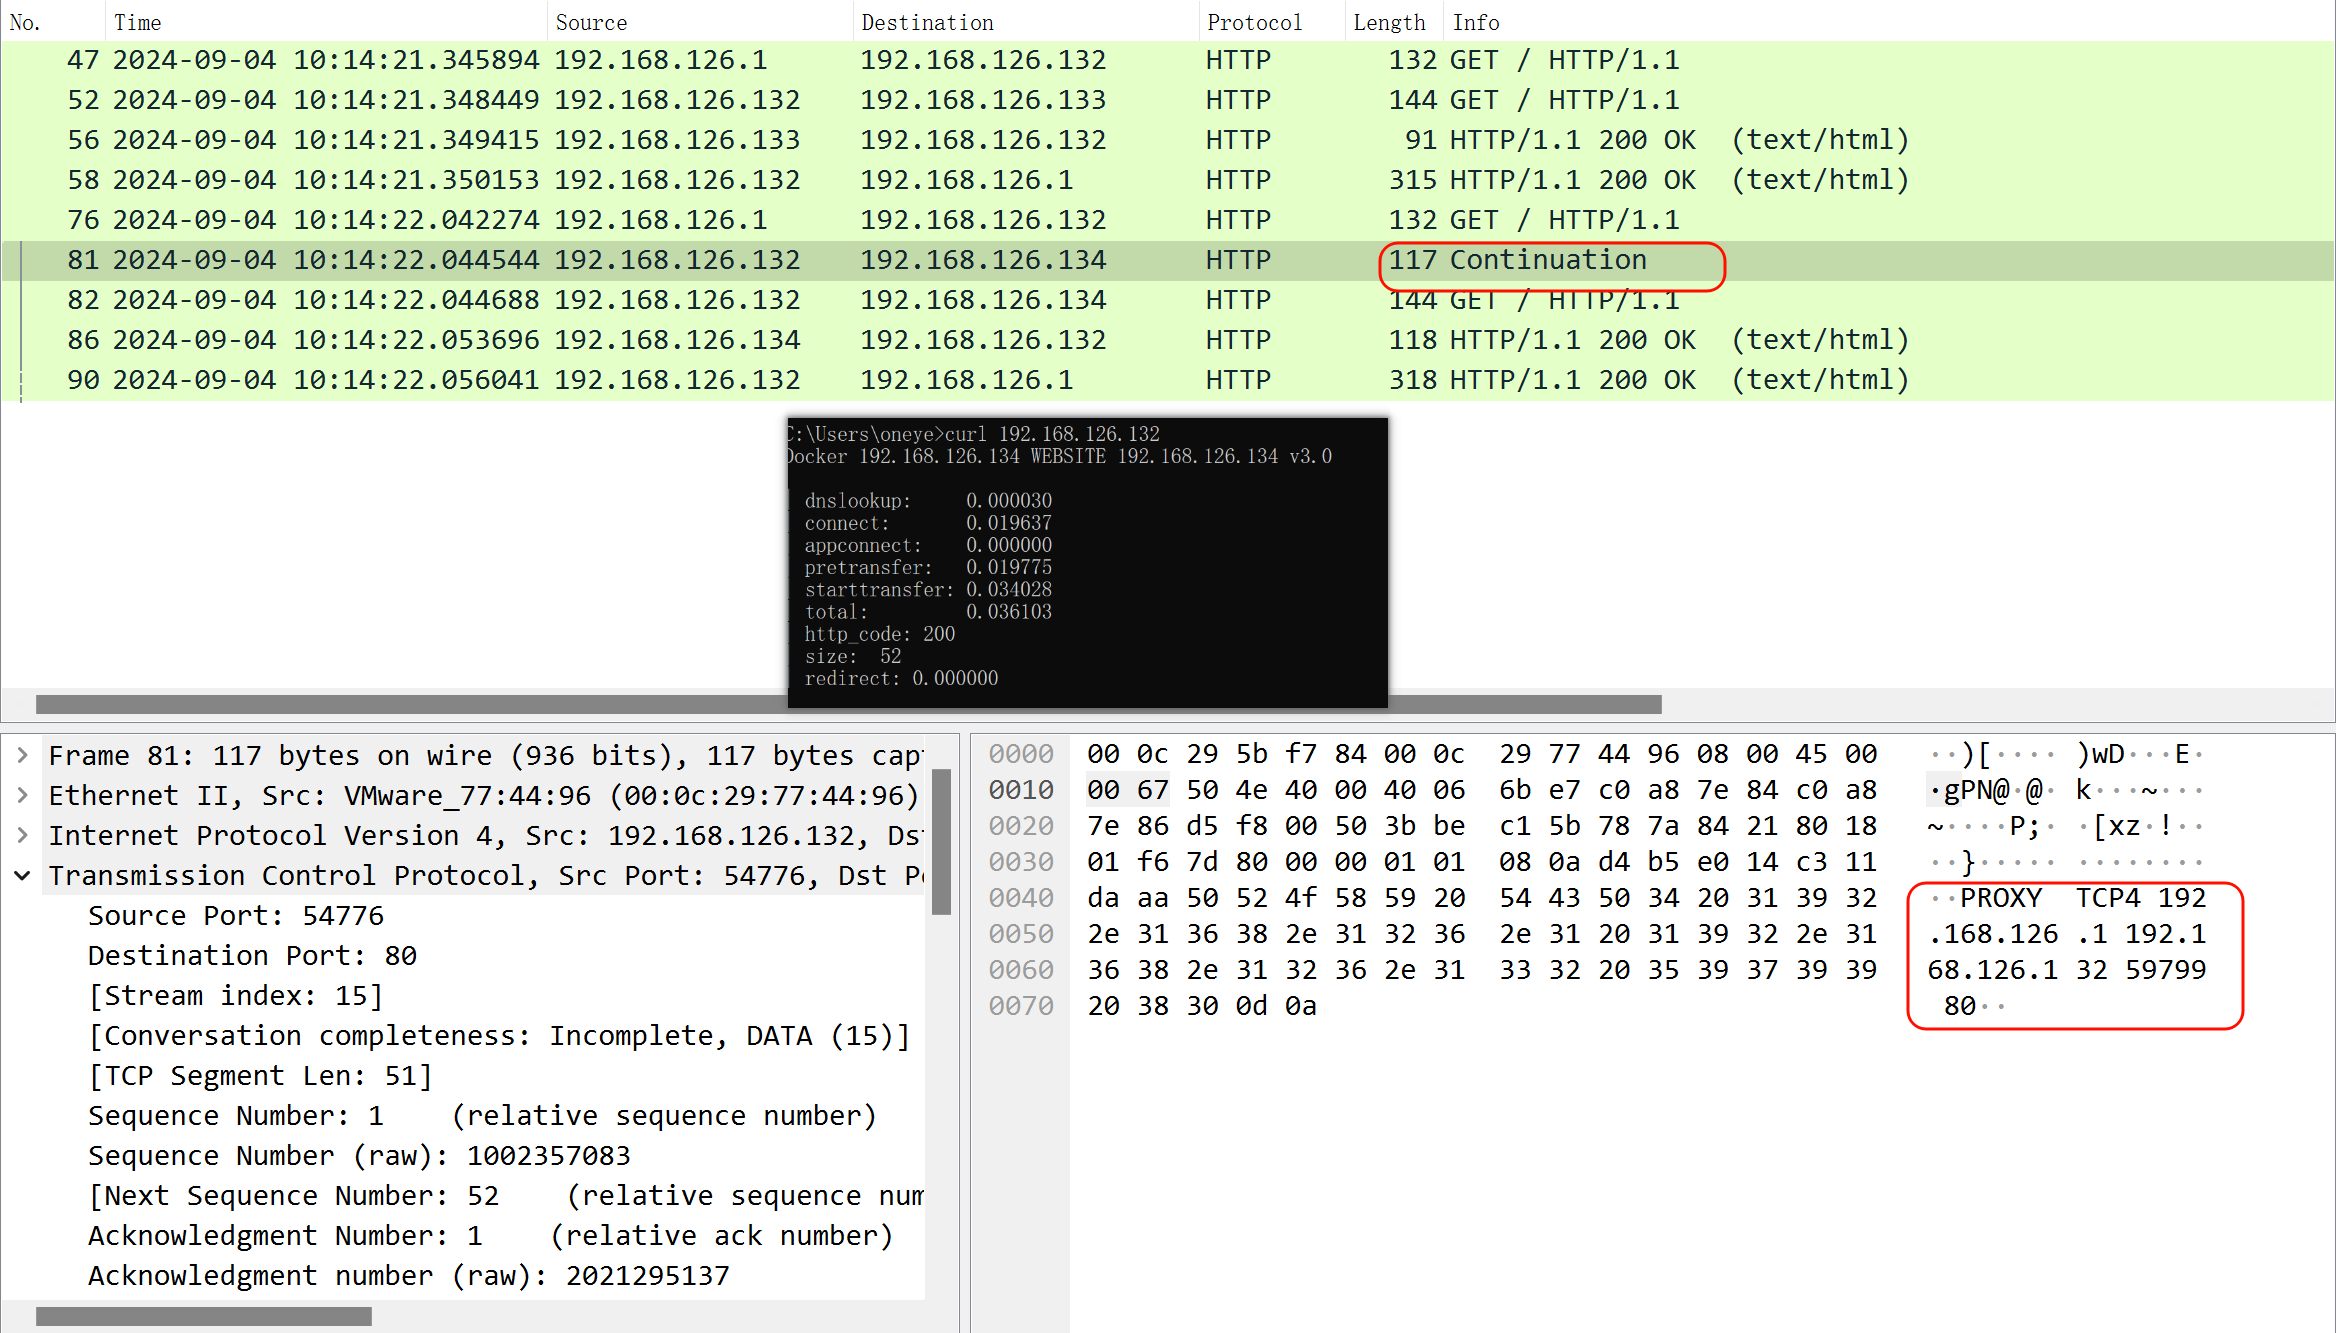 No. Time Source Destination Protocol Length Info
47 2024-09-04 10:14:21.345894 192.168.126.1 192.168.126.132 HTTP 132 GET / HTTP/1.1
52 2024-09-04 10:14:21.348449 192.168.126.132 192.168.126.133 HTTP 144 GET / HTTP/1.1
56 2024-09-04 10:14:21.349415 192.168.126.133 192.168.126.132 HTTP 91 HTTP/1.1 200 OK (text/html)
58 2024-09-04 10:14:21.350153 192.168.126.132 192.168.126.1 HTTP 315 HTTP/1.1 200 OK (text/html)
76 2024-09-04 10:14:22.042274 192.168.126.1 192.168.126.132 HTTP 132 GET / HTTP/1.1
81 2024-09-04 10:14:22.044544 192.168.126.132 192.168.126.134 HTTP 117 Continuation
82 2024-09-04 10:14:22.044688 192.168.126.132 192.168.126.134 HTTP 144 GET / HTTP/1.1
86 2024-09-04 10:14:22.053696 192.168.126.134 192.168.126.132 HTTP 118 HTTP/1.1 200 OK (text/html)
90 2024-09-04 10:14:22.056041 192.168.126.132 192.168.126.1 HTTP 318 HTTP/1.1 200 OK (text/html)
C:\Users\oneye>curl 192.168.126.132
Docker 192.168.126.134 WEBSITE 192.168.126.134 v3.0
dnslookup: 0.000030
connect: 0.019637
appconnect: 0.000000
pretransfer: 0.019775
starttransfer: 0.034028
total: 0.036103
http_code: 200
size: 52
redirect: 0.000000
Frame 81: 117 bytes on wire (936 bits), 117 bytes cap
Ethernet II, Src: VMware_77:44:96 (00:0c:29:77:44:96)
Internet Protocol Version 4, Src: 192.168.126.132, Ds
Transmission Control Protocol, Src Port: 54776, Dst P
Source Port: 54776
Destination Port: 80
[Stream index: 15]
[Conversation completeness: Incomplete, DATA (15)]
[TCP Segment Len: 51]
Sequence Number: 1 (relative sequence number)
Sequence Number (raw): 1002357083
[Next Sequence Number: 52 (relative sequence num
Acknowledgment Number: 1 (relative ack number)
Acknowledgment number (raw): 2021295137
0000 00 0c 29 5b f7 84 00 0c 29 77 44 96 08 00 45 00 ··)[···· )wD···E·
0010 00 67 50 4e 40 00 40 06 6b e7 c0 a8 7e 84 c0 a8 ·gPN@·@· k···~···
0020 7e 86 d5 f8 00 50 3b be c1 5b 78 7a 84 21 80 18 ~····P;· ·[xz·!··
0030 01 f6 7d 80 00 00 01 01 08 0a d4 b5 e0 14 c3 11 ··}····· ········
0040 da aa 50 52 4f 58 59 20 54 43 50 34 20 31 39 32 ··PROXY TCP4 192
0050 2e 31 36 38 2e 31 32 36 2e 31 20 31 39 32 2e 31 .168.126 .1 192.1
0060 36 38 2e 31 32 36 2e 31 33 32 20 35 39 37 39 39 68.126.1 32 59799
0070 20 38 30 0d 0a 80··